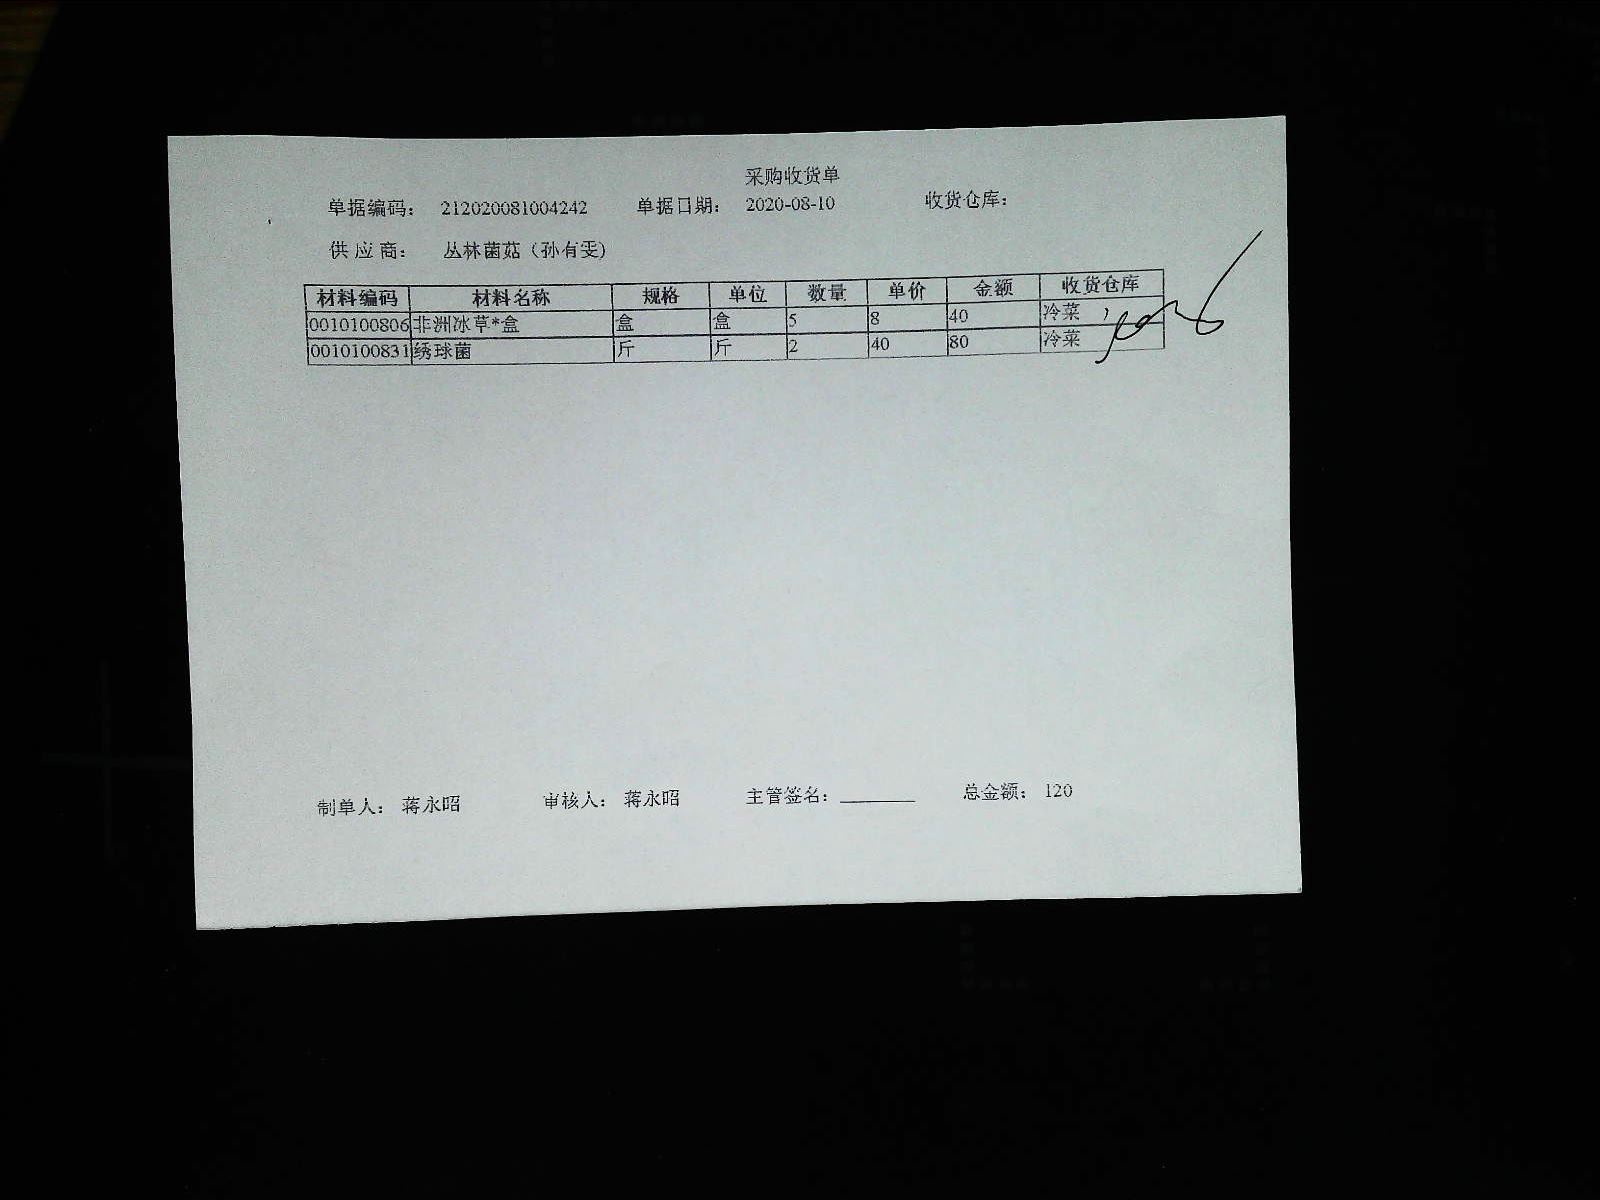 采购收货单
单据编码： 212020081004242 单据日期： 2020-08-10 收货仓库：
供 应 商： 丛林菌菇（孙有雯）
材料编码 材料名称 规格 单位 数量 单价 金额 收货仓库
0010100806 非洲冰草*盒 盒 盒 5 8 40 冷菜
0010100831 绣球菌 斤 斤 2 40 80 冷菜
制单人： 蒋永昭 审核人： 蒋永昭 主管签名： 总金额： 120